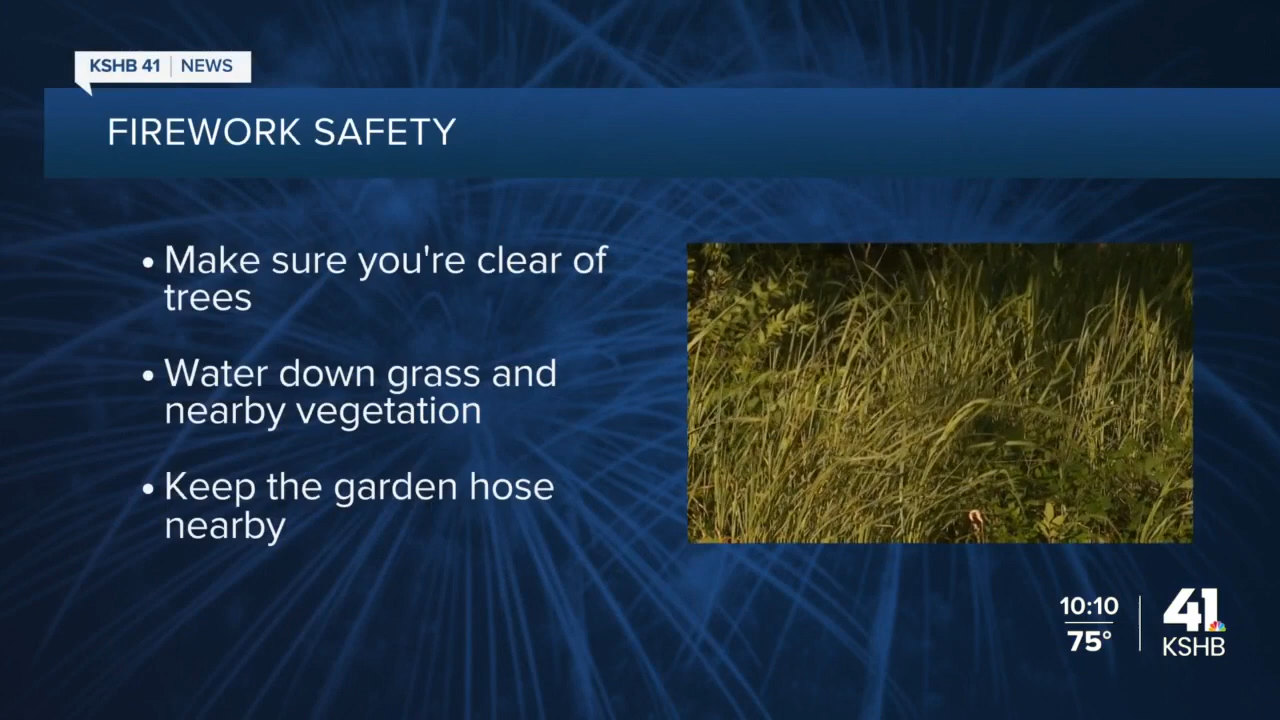 KSHB 41 | NEWS
FIREWORK SAFETY
• Make sure you're clear of
trees
• Water down grass and
nearby vegetation
• Keep the garden hose
nearby
10:10
75°
41
KSHB